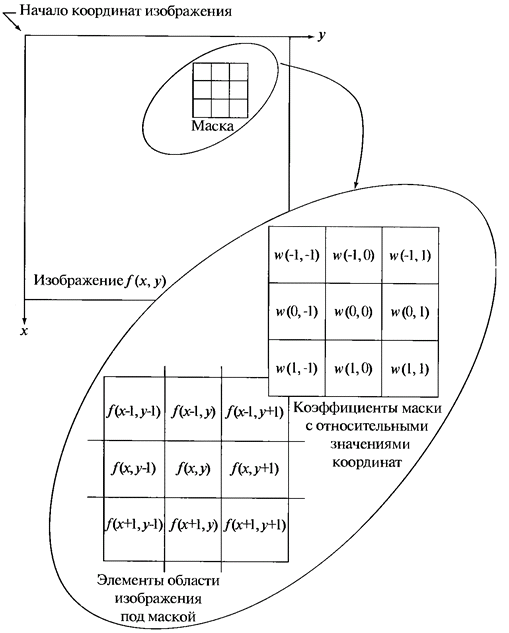 Начало координат изображения
y
Маска
Изображение f(x, y)
x
w(-1,-1) w(-1,0) w(-1,1)
w(0,-1) w(0,0) w(0,1)
w(1,-1) w(1,0) w(1,1)
Коэффициенты маски
с относительными
значениями
координат
f(x-1,y-1) f(x-1,y) f(x-1,y+1)
f(x,y-1) f(x,y) f(x,y+1)
f(x+1,y-1) f(x+1,y) f(x+1,y+1)
Элементы области
изображения
под маской